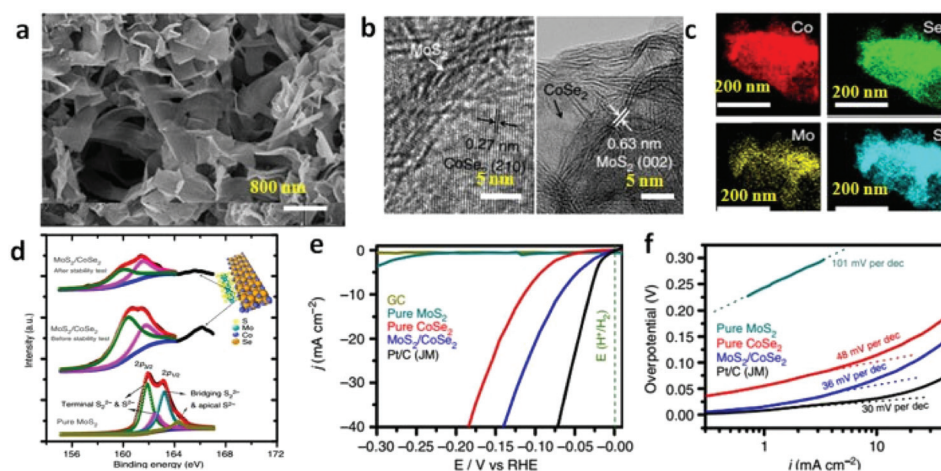 a
800 nm
b
MoS2
0.27 nm
CoSe2 (210)
5 nm
CoSe2
0.63 nm
MoS2 (002)
5 nm
c
Co
200 nm
Se
200 nm
Mo
200 nm
S
200 nm
d
MoS2/CoSe2
After stability test
S
Mo
Co
Se
MoS2/CoSe2
Before stability test
2p3/2
2p1/2
Terminal S2 2− & S2−
Bridging S2 2−
& apical S2−
Pure MoS2
Intensity (a.u.)
156 160 164 168 172
Binding energy (eV)
e
0
−10
−20
−30
−40
j (mA cm−2)
GC
Pure MoS2
Pure CoSe2
MoS2/CoSe2
Pt/C (JM)
E (H+/H2)
−0.30 −0.25 −0.20 −0.15 −0.10 −0.05 −0.00
E / V vs RHE
f
Overpotential (V)
0.30
0.25
0.20
0.15
0.10
0.05
0.00
101 mV per dec
Pure MoS2
Pure CoSe2
MoS2/CoSe2
Pt/C (JM)
48 mV per dec
36 mV per dec
30 mV per dec
1 10
j (mA cm−2)